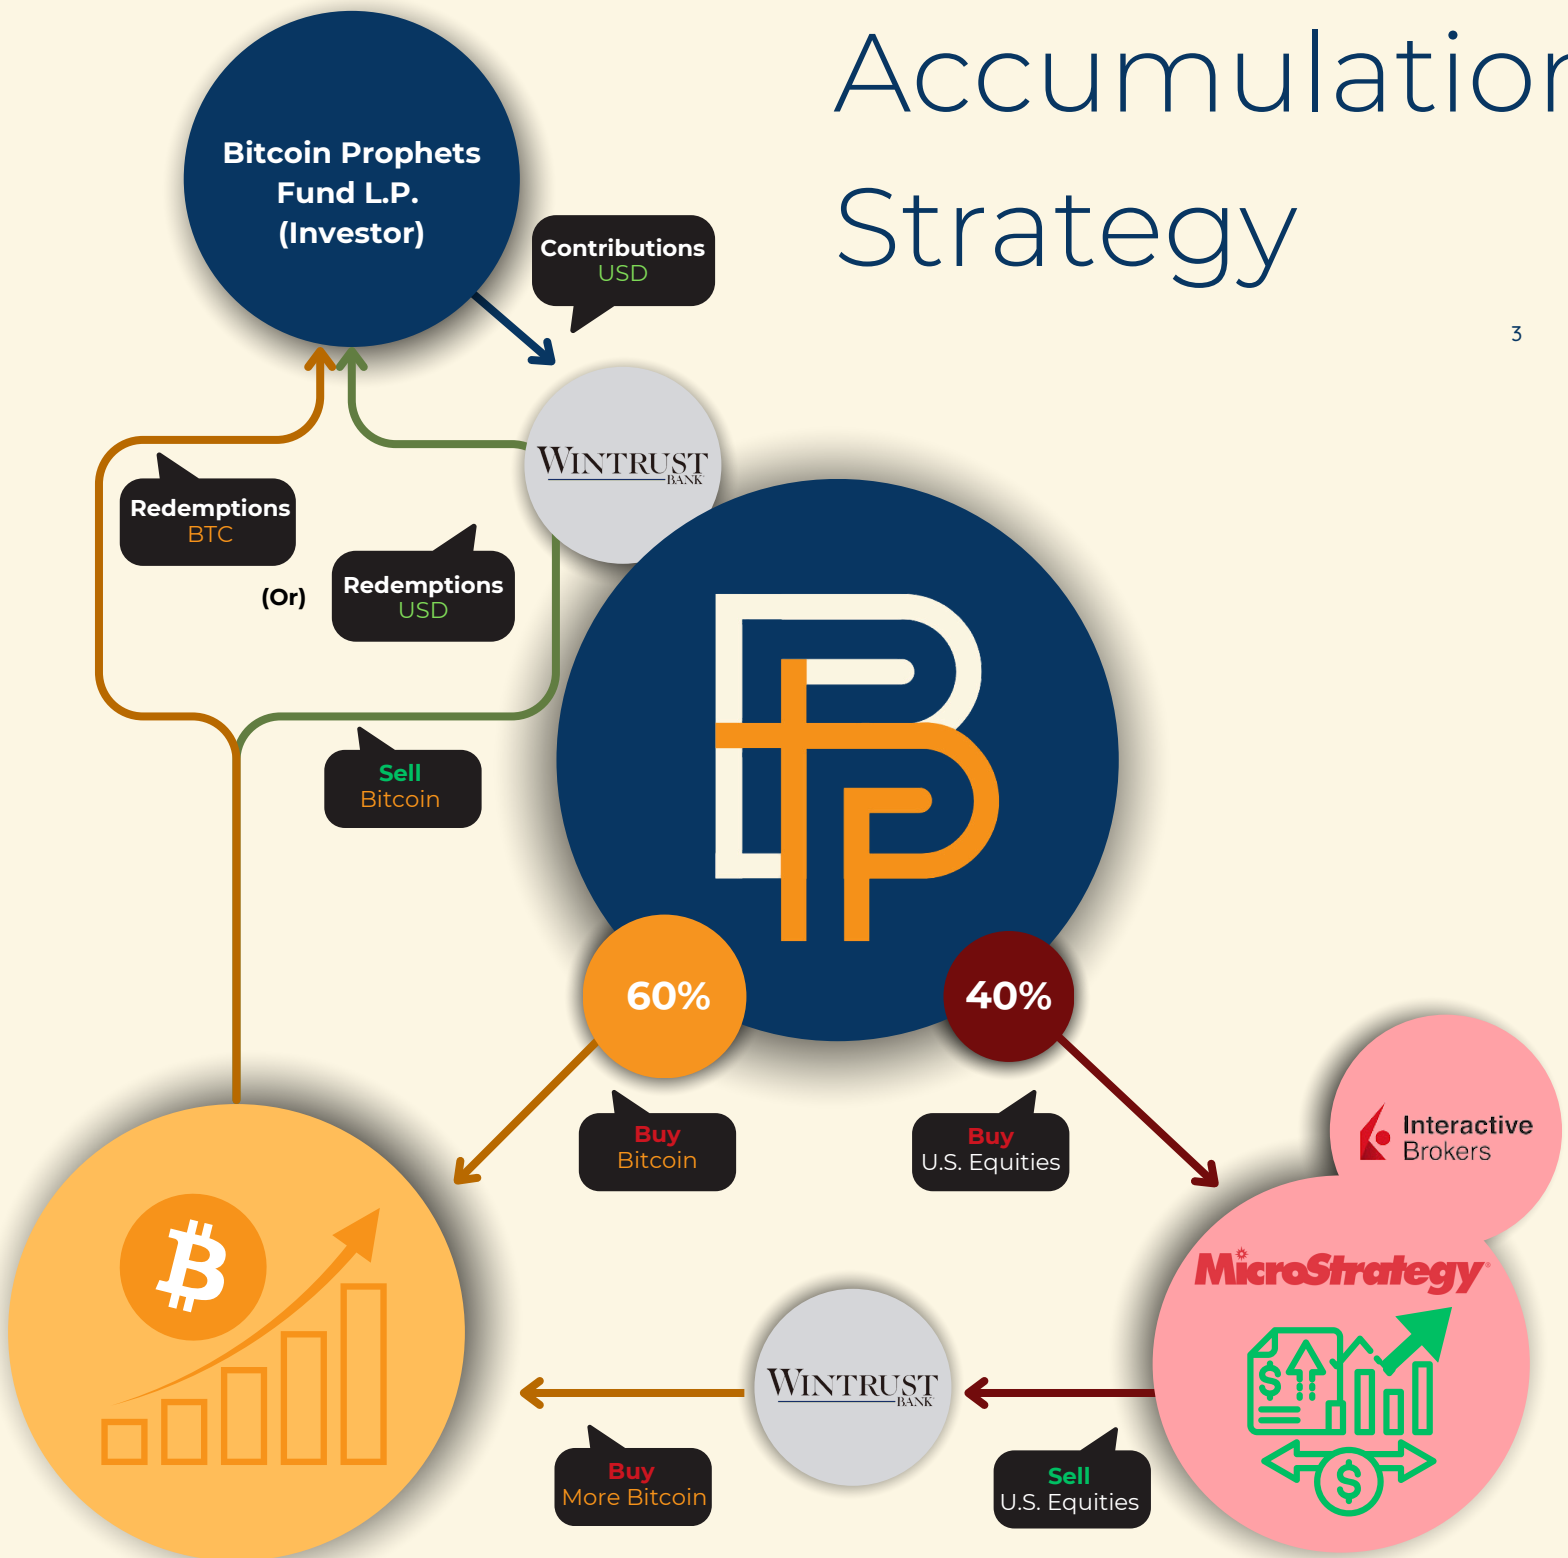 Accumulation
Strategy
3
Bitcoin Prophets
Fund L.P.
(Investor)
Contributions
USD
WINTRUST
BANK
Redemptions
BTC
(Or)
Redemptions
USD
Sell
Bitcoin
60%
40%
Buy
Bitcoin
Buy
U.S. Equities
Interactive
Brokers
MicroStrategy
WINTRUST
BANK
Buy
More Bitcoin
Sell
U.S. Equities